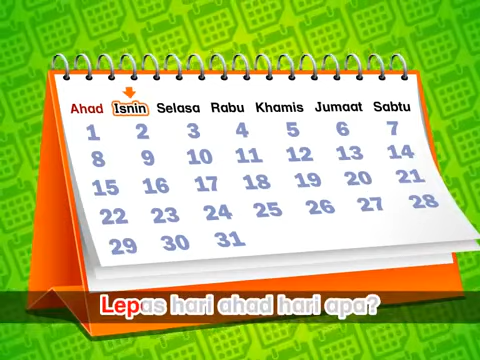 Ahad Isnin Selasa Rabu Khamis Jumaat Sabtu
1 2 3 4 5 6 7
8 9 10 11 12 13 14
15 16 17 18 19 20 21
22 23 24 25 26 27 28
29 30 31
Lepas hari ahad hari apa?